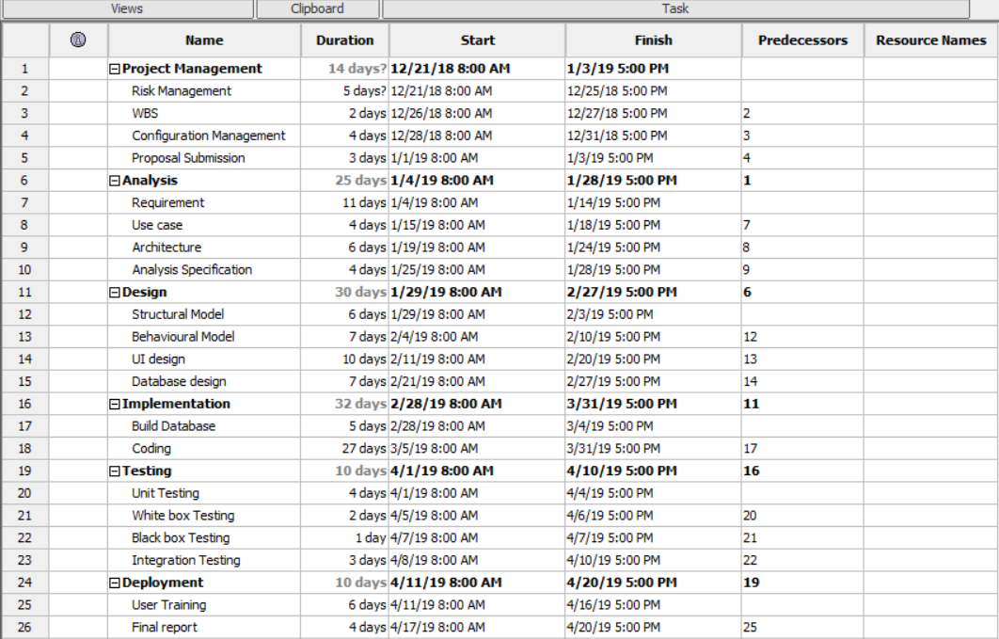 Views Clipboard Task
Name Duration Start Finish Predecessors Resource Names
1 Project Management 14 days? 12/21/18 8:00 AM 1/3/19 5:00 PM
2 Risk Management 5 days? 12/21/18 8:00 AM 12/25/18 5:00 PM
3 WBS 2 days 12/26/18 8:00 AM 12/27/18 5:00 PM 2
4 Configuration Management 4 days 12/28/18 8:00 AM 12/31/18 5:00 PM 3
5 Proposal Submission 3 days 1/1/19 8:00 AM 1/3/19 5:00 PM 4
6 Analysis 25 days 1/4/19 8:00 AM 1/28/19 5:00 PM 1
7 Requirement 11 days 1/4/19 8:00 AM 1/14/19 5:00 PM
8 Use case 4 days 1/15/19 8:00 AM 1/18/19 5:00 PM 7
9 Architecture 6 days 1/19/19 8:00 AM 1/24/19 5:00 PM 8
10 Analysis Specification 4 days 1/25/19 8:00 AM 1/28/19 5:00 PM 9
11 Design 30 days 1/29/19 8:00 AM 2/27/19 5:00 PM 6
12 Structural Model 6 days 1/29/19 8:00 AM 2/3/19 5:00 PM
13 Behavioural Model 7 days 2/4/19 8:00 AM 2/10/19 5:00 PM 12
14 UI design 10 days 2/11/19 8:00 AM 2/20/19 5:00 PM 13
15 Database design 7 days 2/21/19 8:00 AM 2/27/19 5:00 PM 14
16 Implementation 32 days 2/28/19 8:00 AM 3/31/19 5:00 PM 11
17 Build Database 5 days 2/28/19 8:00 AM 3/4/19 5:00 PM
18 Coding 27 days 3/5/19 8:00 AM 3/31/19 5:00 PM 17
19 Testing 10 days 4/1/19 8:00 AM 4/10/19 5:00 PM 16
20 Unit Testing 4 days 4/1/19 8:00 AM 4/4/19 5:00 PM
21 White box Testing 2 days 4/5/19 8:00 AM 4/6/19 5:00 PM 20
22 Black box Testing 1 day 4/7/19 8:00 AM 4/7/19 5:00 PM 21
23 Integration Testing 3 days 4/8/19 8:00 AM 4/10/19 5:00 PM 22
24 Deployment 10 days 4/11/19 8:00 AM 4/20/19 5:00 PM 19
25 User Training 6 days 4/11/19 8:00 AM 4/16/19 5:00 PM
26 Final report 4 days 4/17/19 8:00 AM 4/20/19 5:00 PM 25